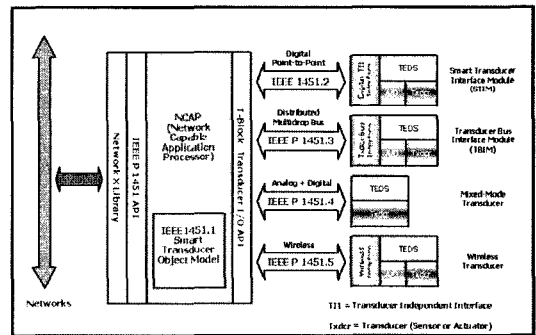 Networks
Network x Library
IEEE P 1451 API
NCAP
(Network
Capable
Application
Processor)
IEEE 1451.1
Smart
Transducer
Object Model
T-Block Transducer I/O API
Digital
Point-to-Point
IEEE 1451.2
TEDS
Smart Transducer
Interface Module
(STIM)
Distributed
Multidrop Bus
IEEE P 1451.3
TEDS
Transducer Bus
Interface Module
(TBIM)
Analog + Digital
IEEE P 1451.4
TEDS
Mixed-Mode
Transducer
Wireless
IEEE P 1451.5
Wireless
TEDS
Wireless
Transducer
TII = Transducer Independent Interface
Txdcr = Transducer (Sensor or Actuator)